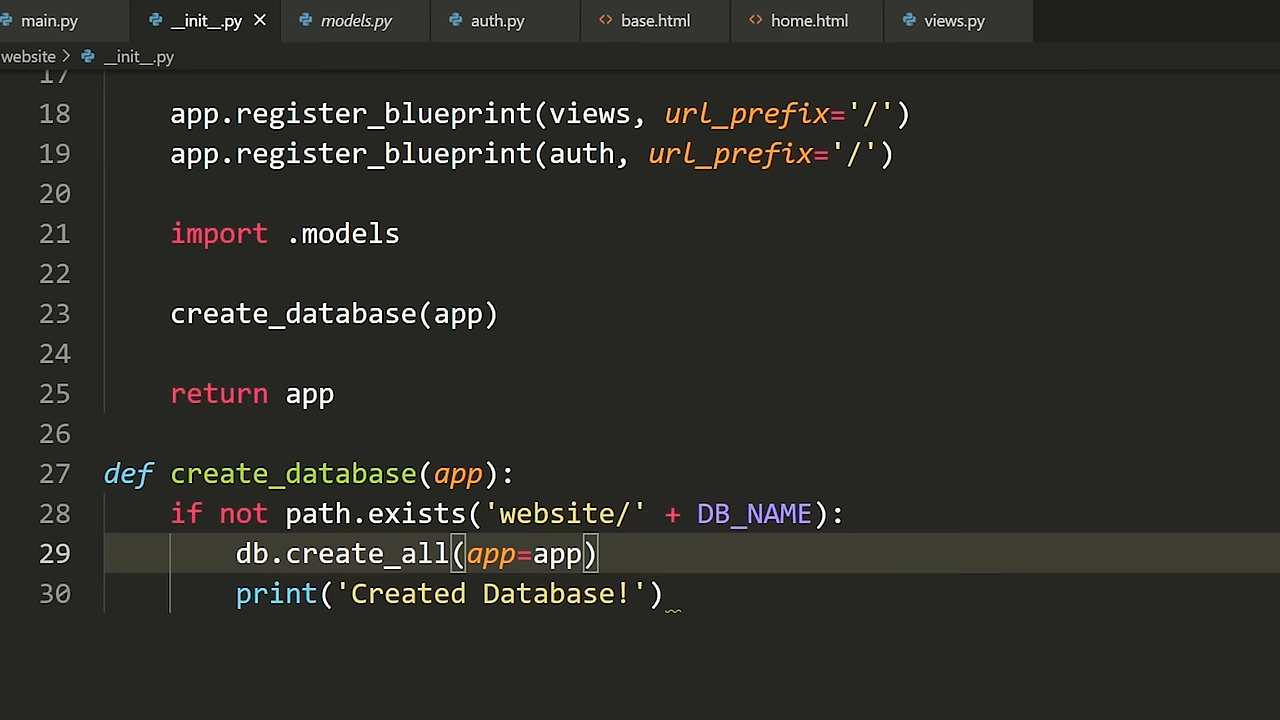 main.py __init__.py models.py auth.py base.html home.html views.py
website __init__.py
17
18 app.register_blueprint(views, url_prefix='/')
19 app.register_blueprint(auth, url_prefix='/')
20
21 import .models
22
23 create_database(app)
24
25 return app
26
27 def create_database(app):
28 if not path.exists('website/' + DB_NAME):
29 db.create_all(app=app)
30 print('Created Database!')